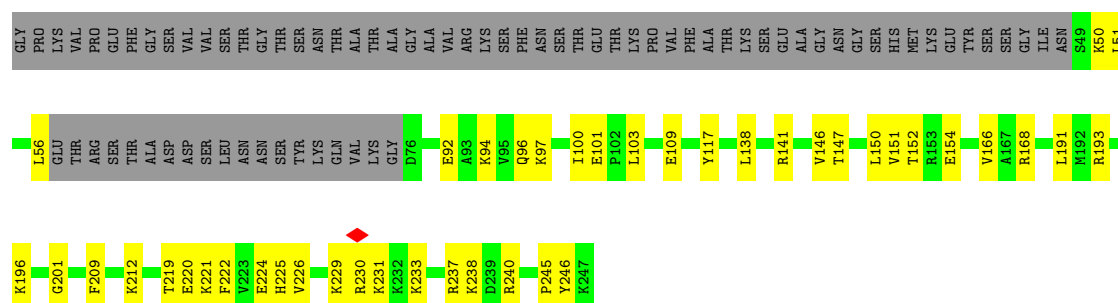 GLY PRO LYS VAL PRO GLU PHE GLY SER VAL VAL SER THR GLY THR SER ASN THR ALA THR ALA GLY ALA VAL ARG LYS SER PHE ASN SER THR GLU THR LYS PRO VAL PHE ALA THR LEU LYS SER GLU ALA GLY ASN GLY SER HIS MET LYS GLU TYR SER SER GLY ILE ASN S49 K50 I51
L56 GLU THR ARG SER THR ALA ASP ASP SER LEU ASN ASN SER TYR LYS GLN VAL LYS GLY D76 E92 A93 K94 V95 Q96 K97 I100 E101 P102 L103 E109 Y117 L138 R141 V146 T147 L150 V151 T152 R153 E154 V166 A167 R168 L191 M192 R193
K196 G201 F209 K212 T219 E220 K221 F222 V223 E224 H225 V226 K229 R230 K231 K232 K233 R237 K238 D239 R240 P245 Y246 K247